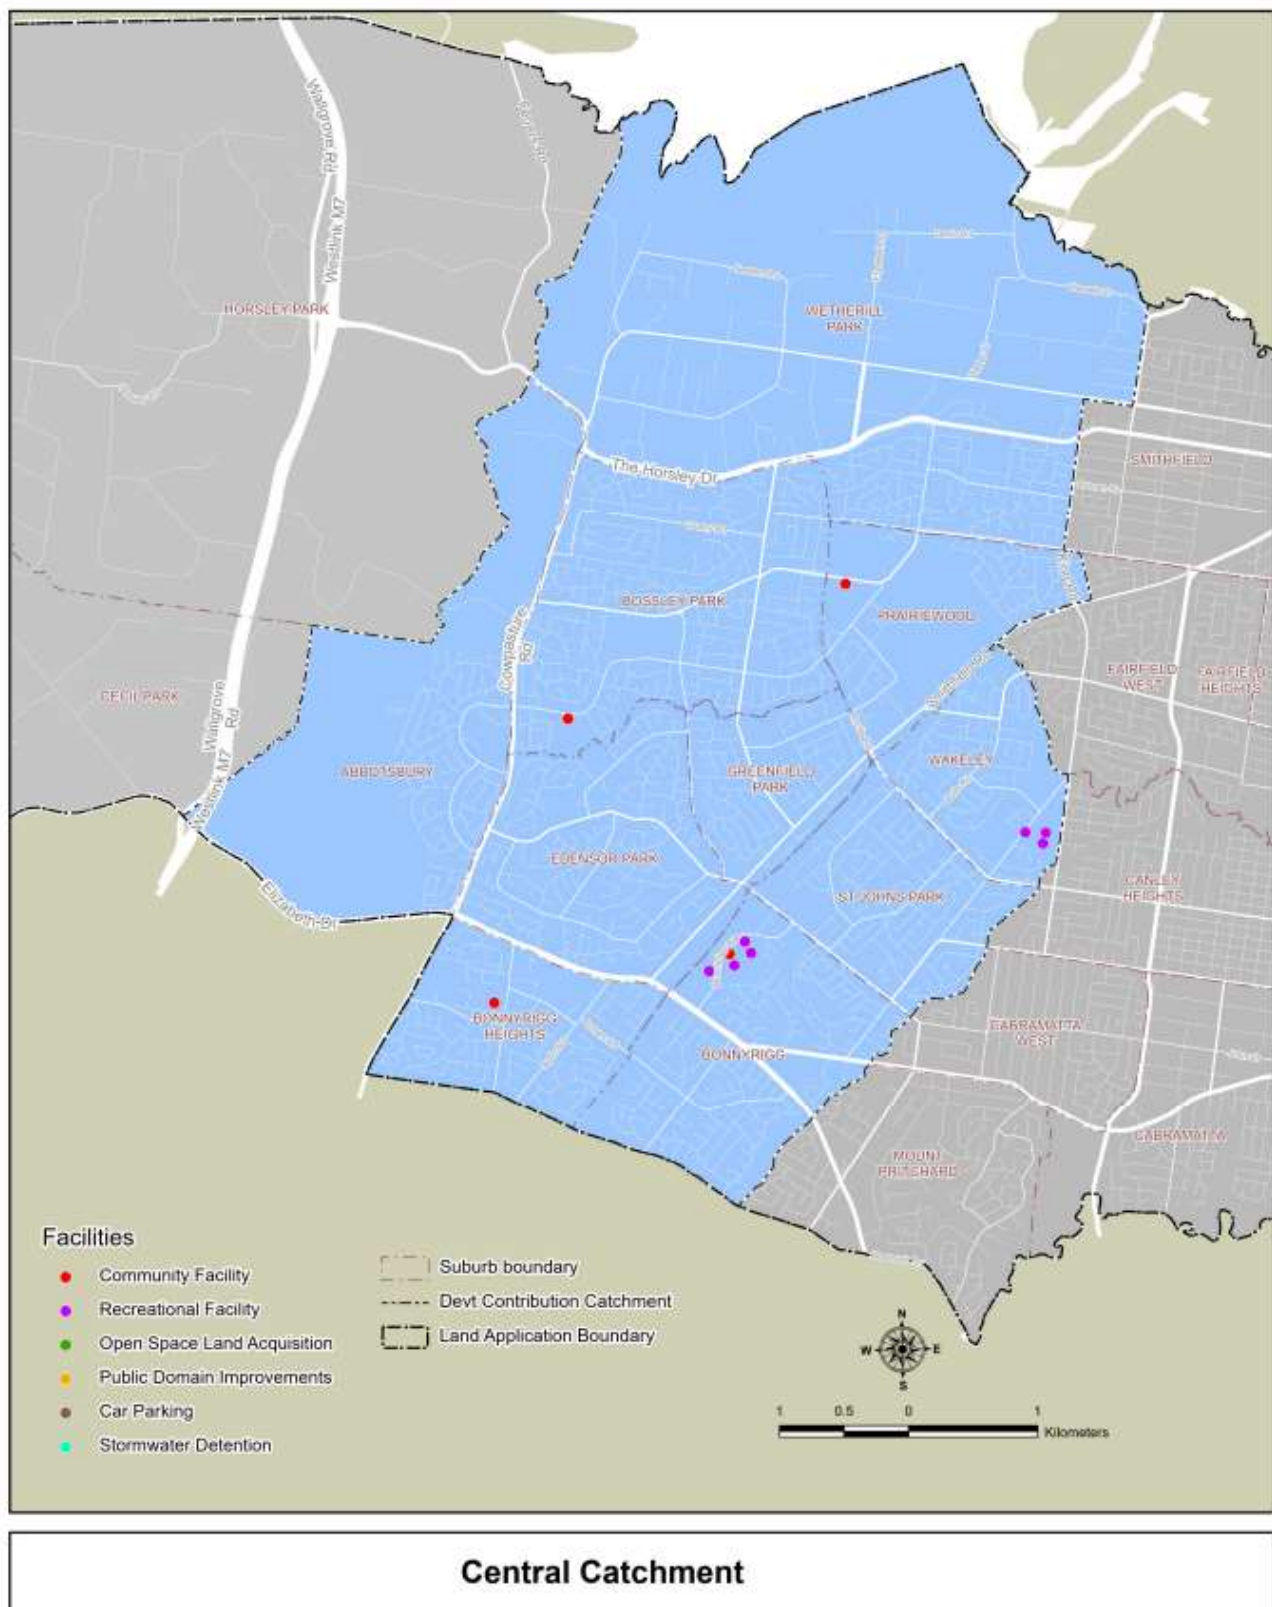 Wallgrove Rd
Westlink M7
HORSLEY PARK
WETHERILL
PARK
The Horsley Dr
SMITHFIELD
BOSSLEY PARK
PRAIRIEWOOD
Cowpasture
Rd
FAIRFIELD
WEST
FAIRFIELD
HEIGHTS
CECIL PARK
Wallgrove
Rd
Westlink M7
ABBOTSBURY
GREENFIELD
PARK
WAKELEY
EDENSOR PARK
ST JOHNS PARK
CANLEY
HEIGHTS
Elizabeth Dr
BONNYRIGG
HEIGHTS
BONNYRIGG
CABRAMATTA
WEST
CABRAMATTA
MOUNT
PRITCHARD
Facilities
Community Facility
Recreational Facility
Open Space Land Acquisition
Public Domain Improvements
Car Parking
Stormwater Detention
Suburb boundary
Devt Contribution Catchment
Land Application Boundary
N
W E
S
1 0.5 0 1
Kilometers
Central Catchment